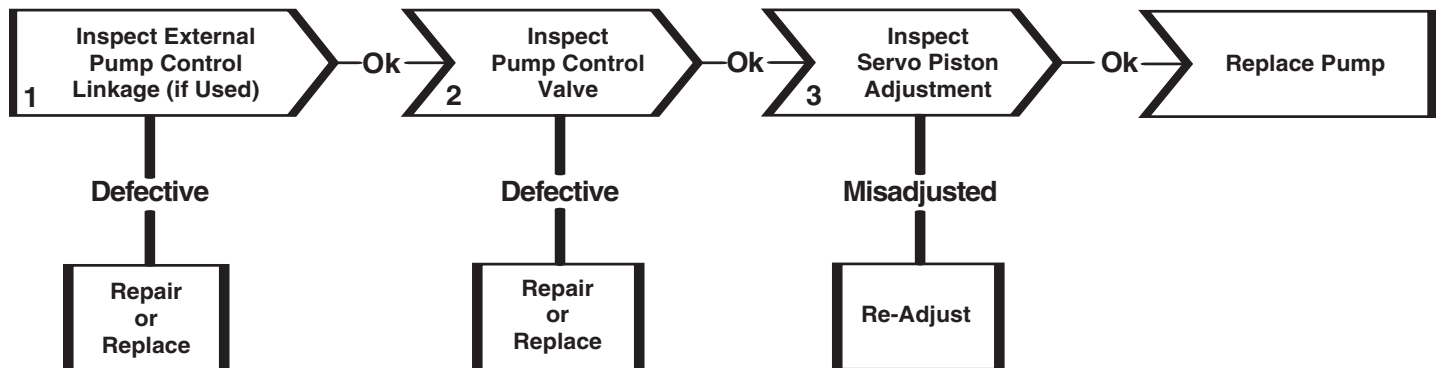 Inspect External
Pump Control
Linkage (if Used)
1
Ok
Inspect
Pump Control
Valve
2
Ok
Inspect
Servo Piston
Adjustment
3
Ok
Replace Pump
Defective
Defective
Misadjusted
Repair
or
Replace
Repair
or
Replace
Re-Adjust